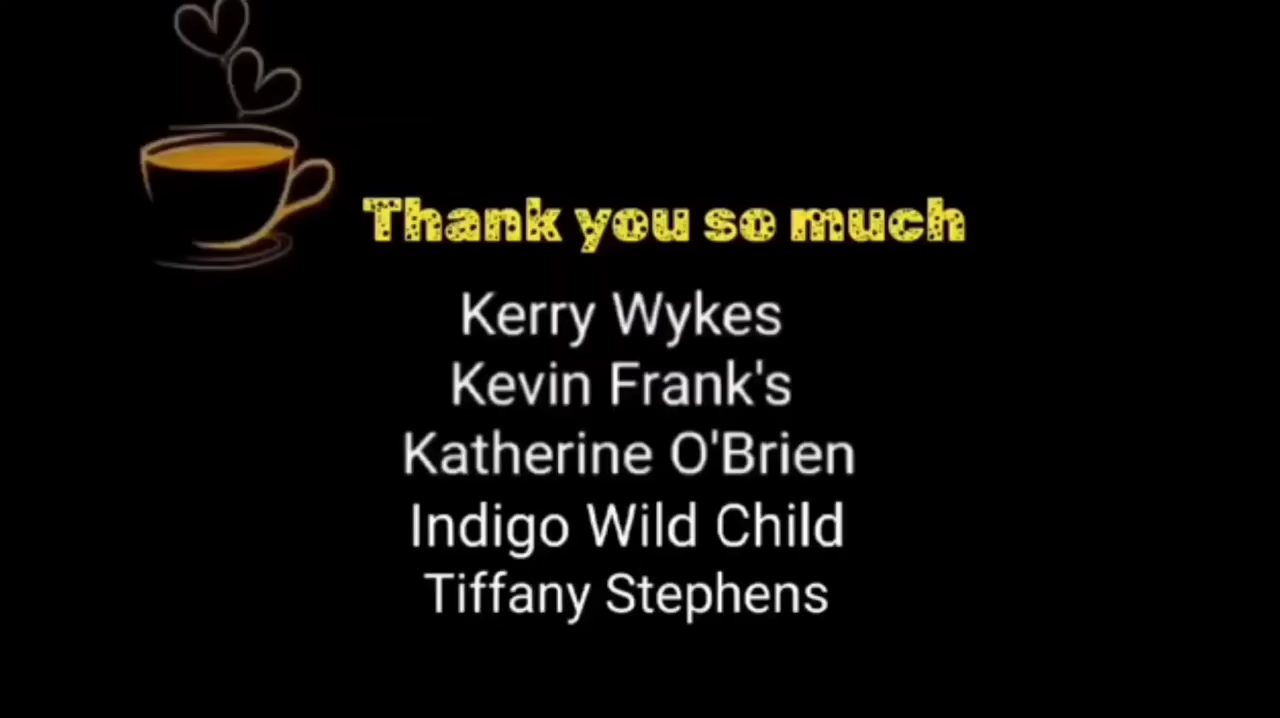 Thank you so much
Kerry Wykes
Kevin Frank's
Katherine O'Brien
Indigo Wild Child
Tiffany Stephens